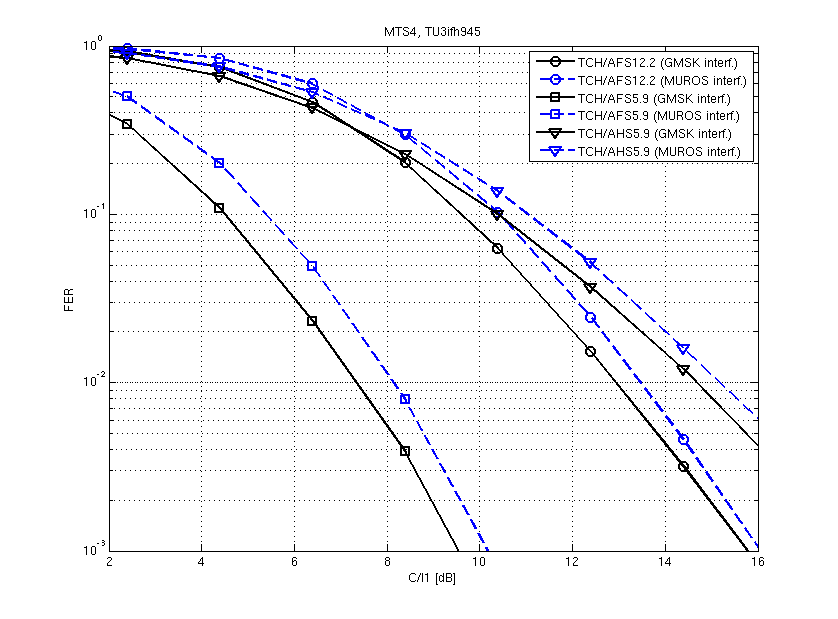 MTS4, TU3ifh945
TCH/AFS12.2 (GMSK interf.)
TCH/AFS12.2 (MUROS interf.)
TCH/AFS5.9 (GMSK interf.)
TCH/AFS5.9 (MUROS interf.)
TCH/AHS5.9 (GMSK interf.)
TCH/AHS5.9 (MUROS interf.)
10^0
10^-1
10^-2
10^-3
FER
2 4 6 8 10 12 14 16
C/I1 [dB]